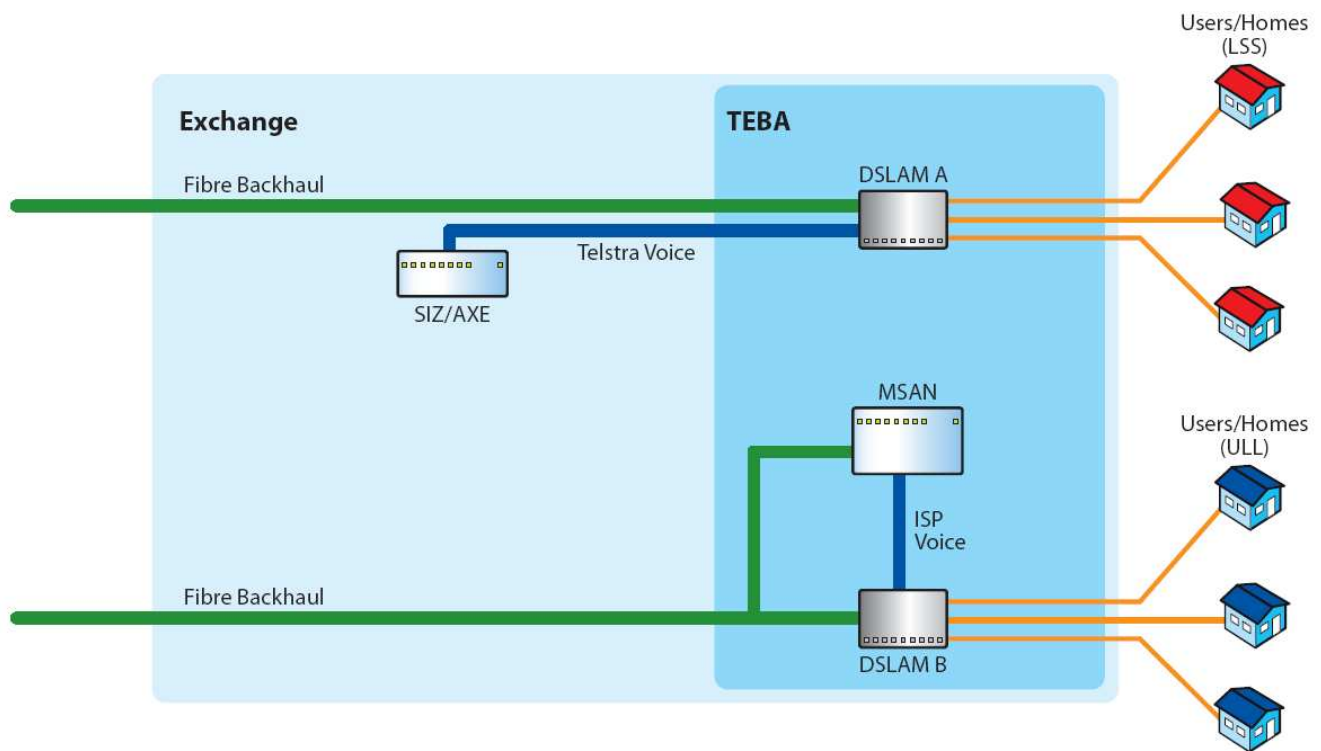 Users/Homes
(LSS)
Exchange
TEBA
Fibre Backhaul
DSLAM A
Telstra Voice
SIZ/AXE
MSAN
Users/Homes
(ULL)
ISP
Voice
Fibre Backhaul
DSLAM B